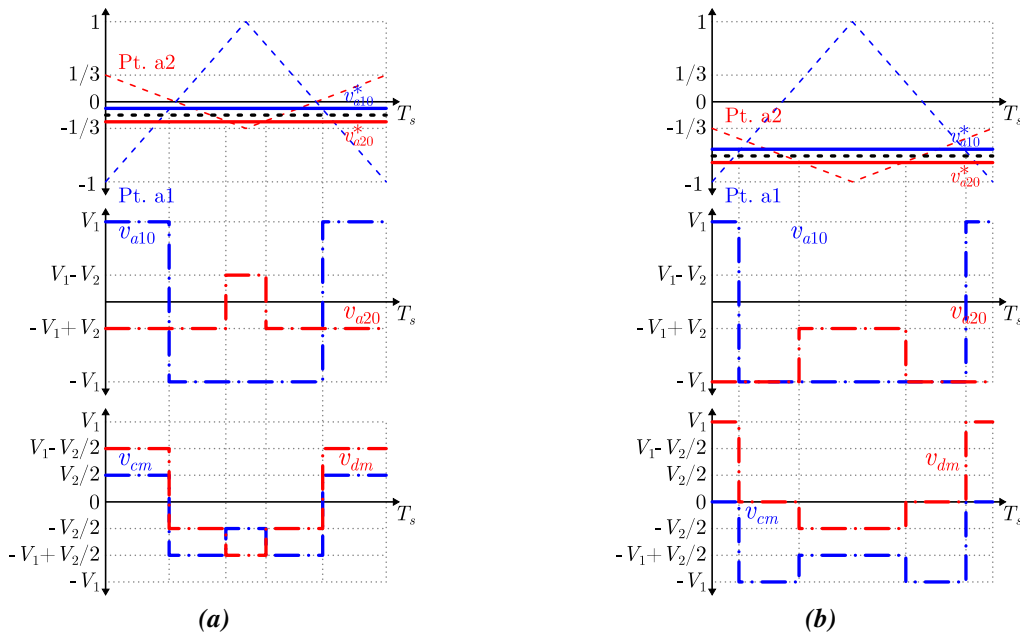 1
Pt. a2
1/3
0
v*a10
Ts
-1/3
v*a20
-1
Pt. a1
V1
va10
V1 - V2
Ts
-V1 + V2
va20
-V1
V1
V1 - V2/2
vcm
vdm
V2/2
0
Ts
-V2/2
-V1 + V2/2
-V1
(a)
1
1/3
0
Ts
Pt. a2
-1/3
v*a10
v*a20
-1
Pt. a1
V1
va10
V1 - V2
Ts
-V1 + V2
va20
-V1
V1
V1 - V2/2
vdm
V2/2
0
vcm
Ts
-V2/2
-V1 + V2/2
-V1
(b)